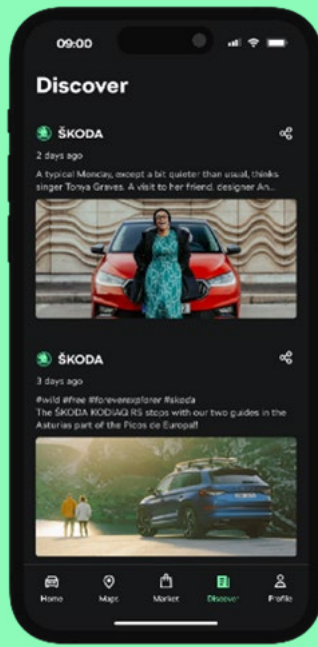 09:00
Discover
ŠKODA
2 days ago
A typical Monday, except a bit quieter than usual, thinks
singer Tonya Graves. A visit to her friend, designer An...
ŠKODA
3 days ago
#wild #free #foreverexplorer #skoda
The ŠKODA KODIAQ RS stops with our two guides in the
Asturias part of the Picos de Europa!!
Home
Maps
Market
Discover
Profile